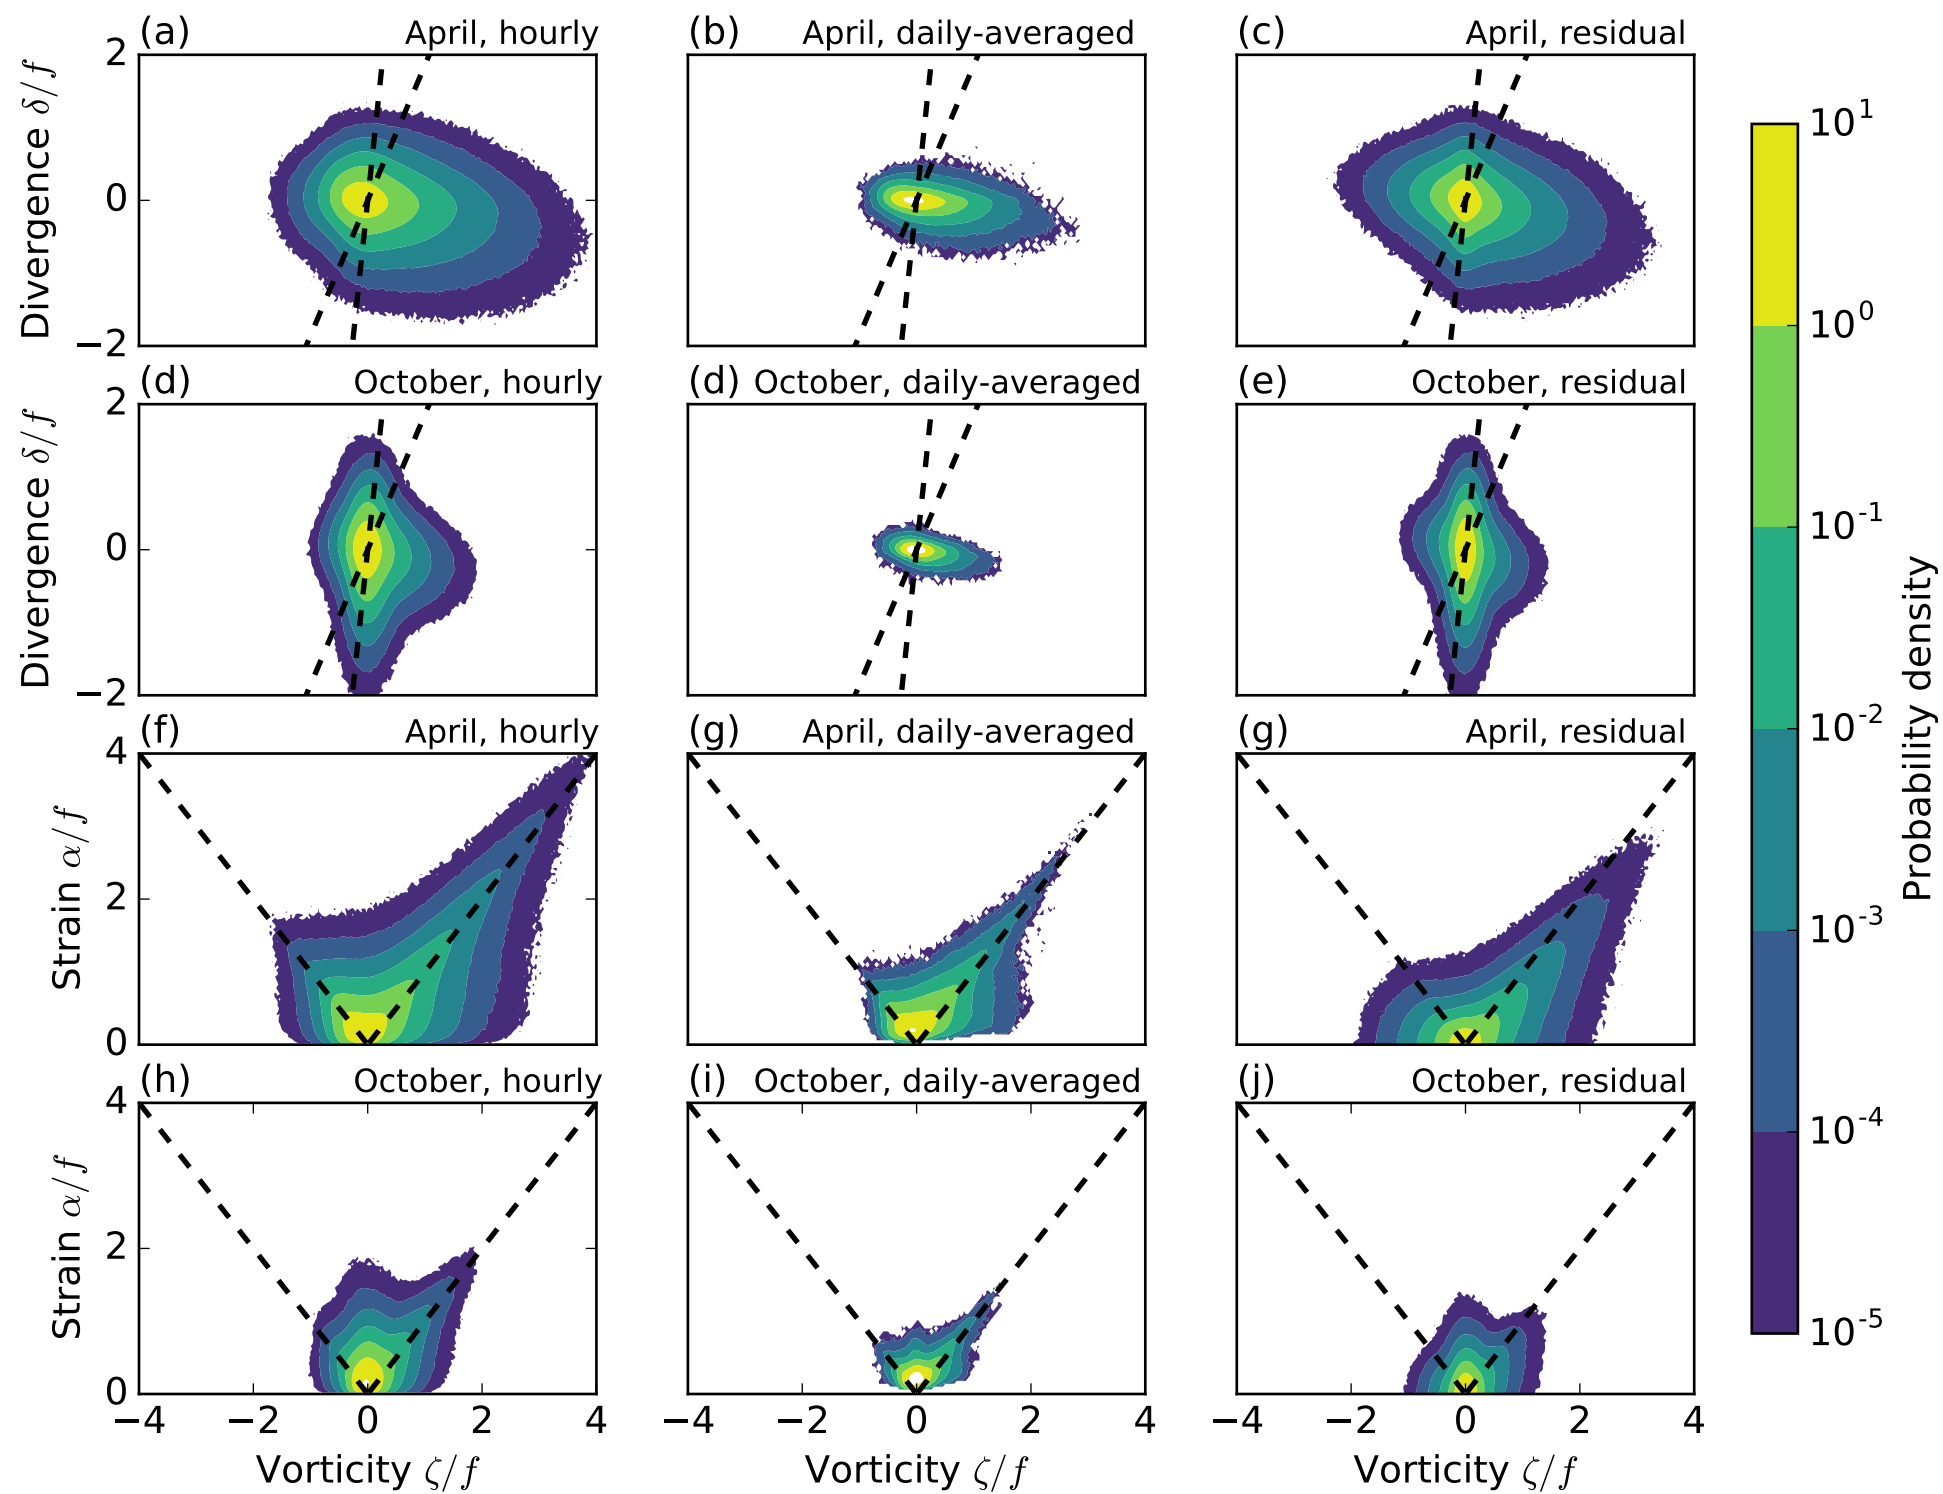 (a) April, hourly
(b) April, daily-averaged
(c) April, residual
Divergence δ/f
2
0
−2
(d) October, hourly
(d) October, daily-averaged
(e) October, residual
Divergence δ/f
2
0
−2
(f) April, hourly
(g) April, daily-averaged
(g) April, residual
Strain α/f
4
2
0
(h) October, hourly
(i) October, daily-averaged
(j) October, residual
Strain α/f
4
2
0
−4 −2 0 2 4
−4 −2 0 2 4
−4 −2 0 2 4
Vorticity ζ/f
Vorticity ζ/f
Vorticity ζ/f
10^1
10^0
10^-1
10^-2
10^-3
10^-4
10^-5
Probability density